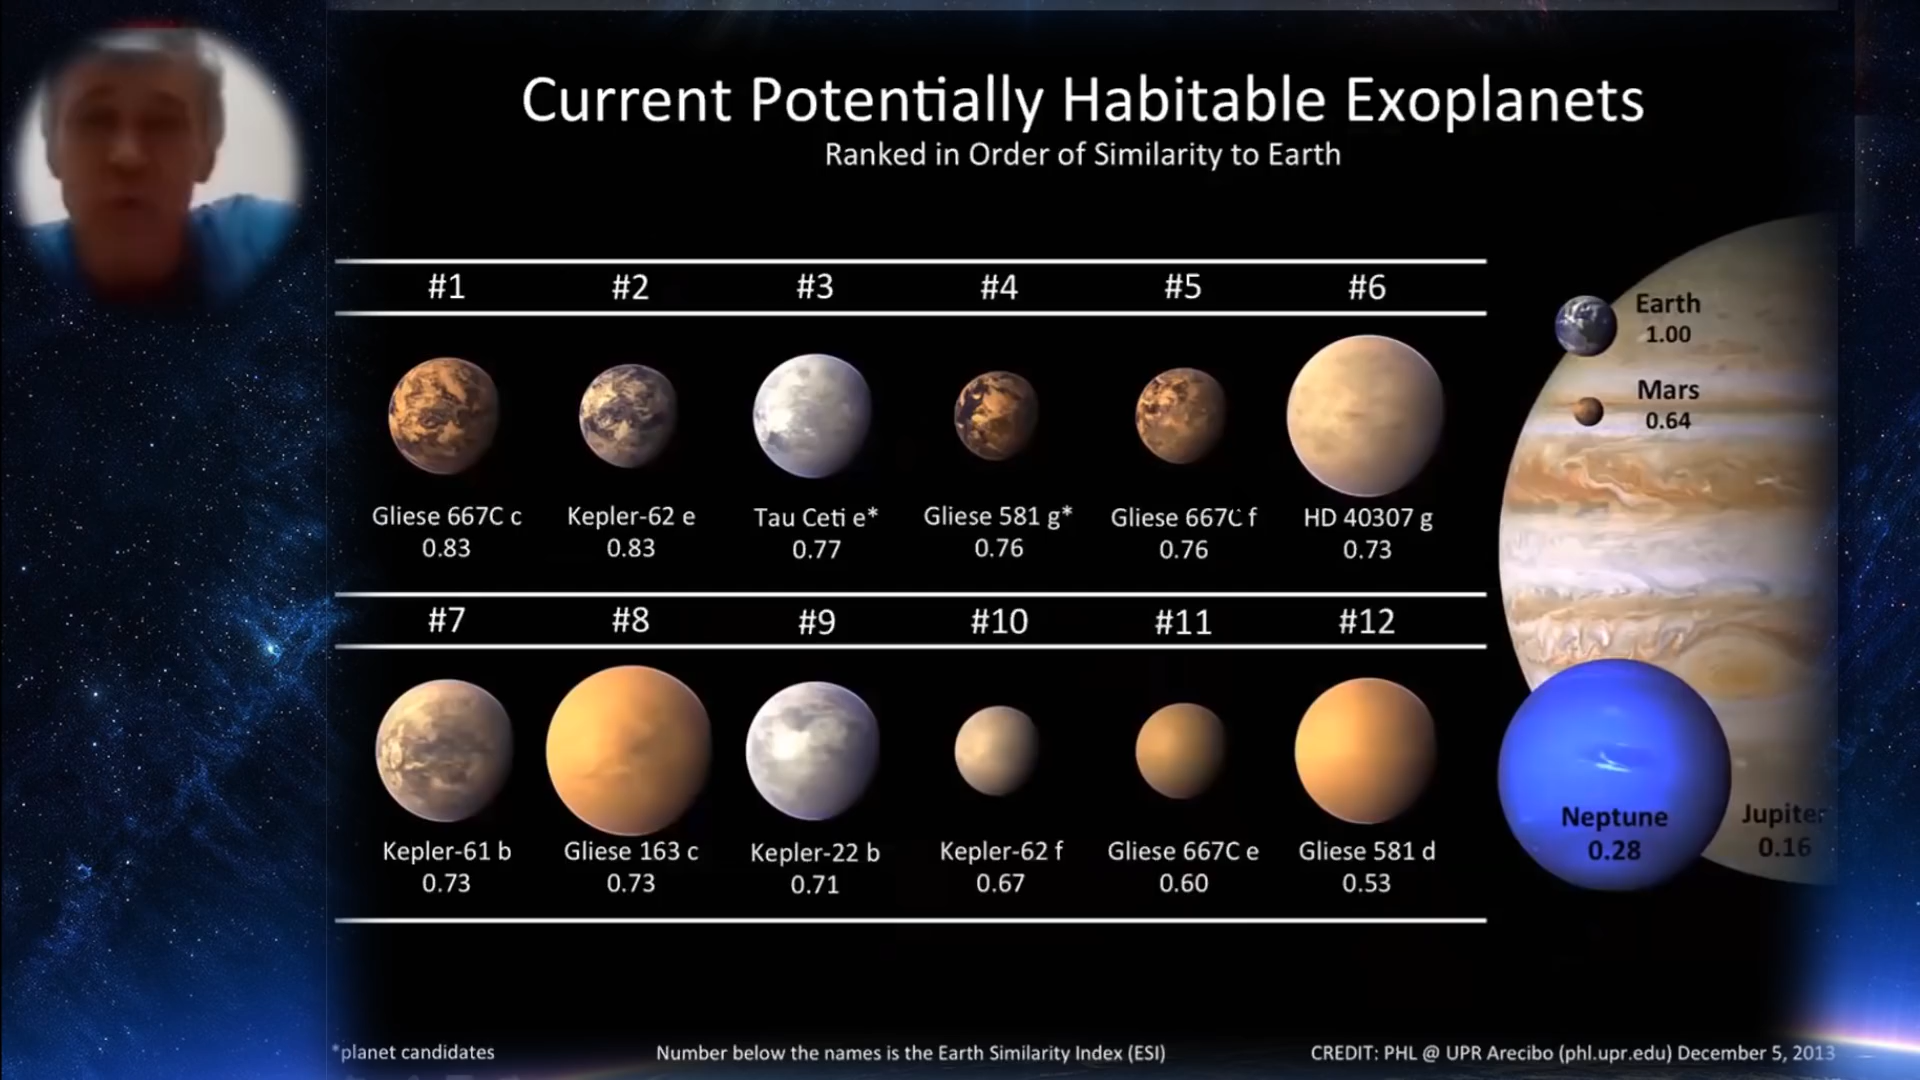 Current Potentially Habitable Exoplanets
Ranked in Order of Similarity to Earth
#1 #2 #3 #4 #5 #6
Gliese 667C c Kepler-62 e Tau Ceti e* Gliese 581 g* Gliese 667C f HD 40307 g
0.83 0.83 0.77 0.76 0.76 0.73
#7 #8 #9 #10 #11 #12
Kepler-61 b Gliese 163 c Kepler-22 b Kepler-62 f Gliese 667C e Gliese 581 d
0.73 0.73 0.71 0.67 0.60 0.53
Earth
1.00
Mars
0.64
Neptune
0.28
Jupiter
0.16
*planet candidates
Number below the names is the Earth Similarity Index (ESI)
CREDIT: PHL @ UPR Arecibo (phl.upr.edu) December 5, 2013